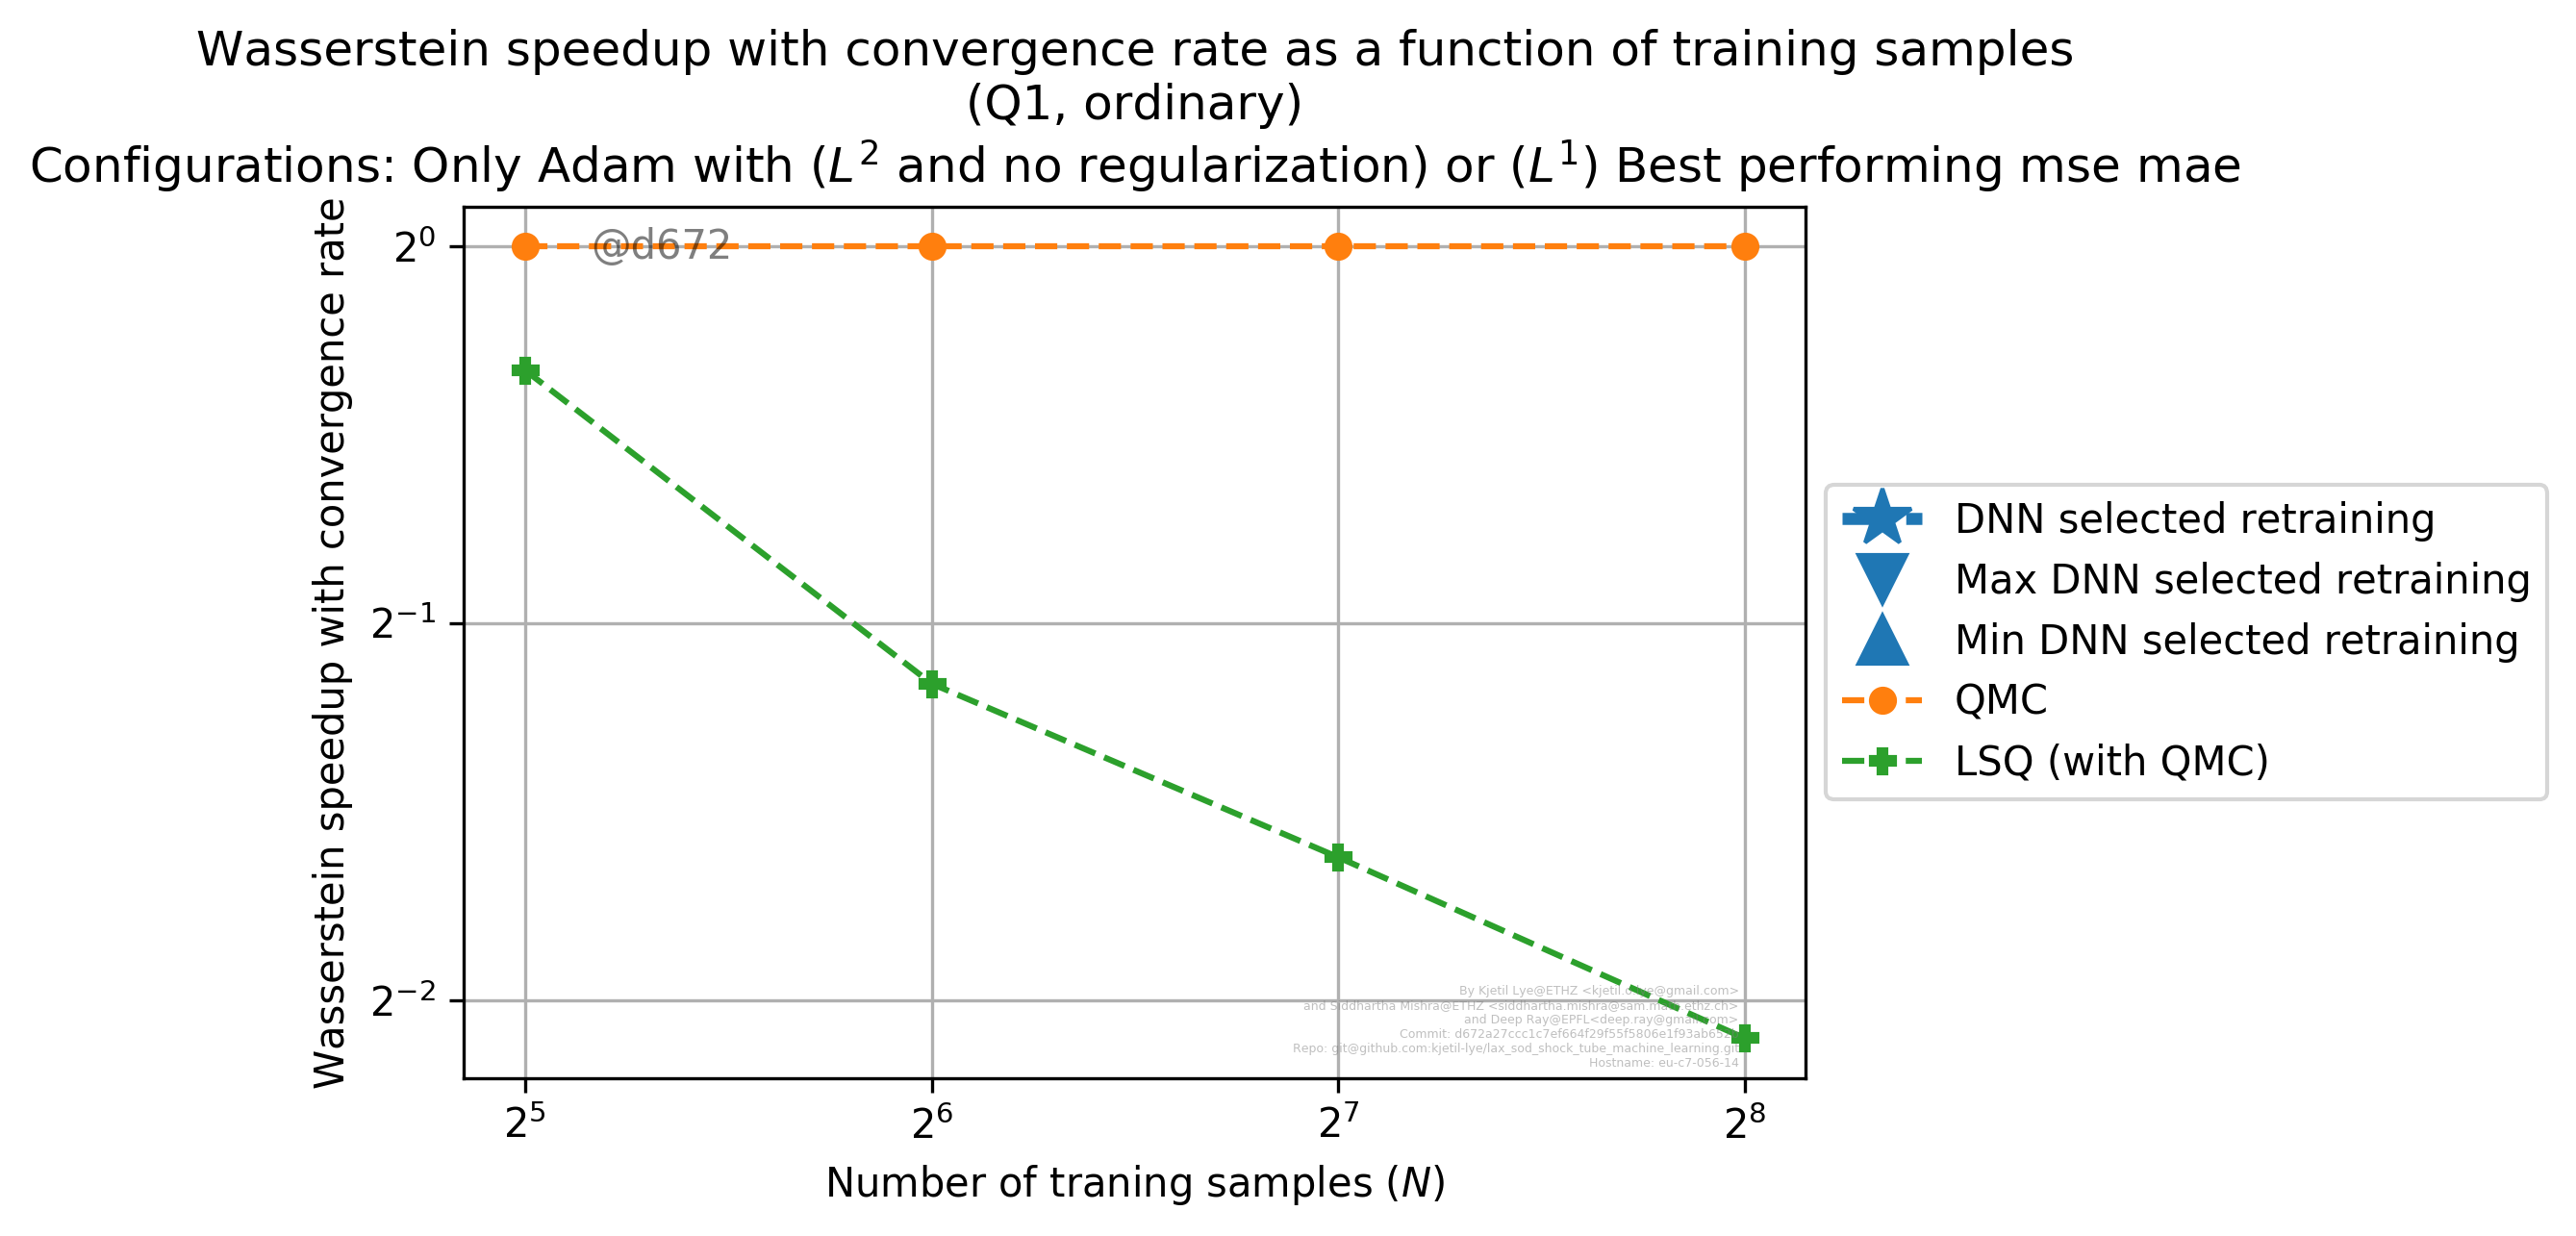 Wasserstein speedup with convergence rate as a function of training samples
(Q1, ordinary)
Configurations: Only Adam with (L² and no regularization) or (L¹) Best performing mse mae
Wasserstein speedup with convergence rate
2⁰
2⁻¹
2⁻²
@d672
DNN selected retraining
Max DNN selected retraining
Min DNN selected retraining
QMC
LSQ (with QMC)
By Kjetil Lye@ETHZ
and Siddhartha Mishra@ETHZ
and Deep Ray@EPFL<deep.ray@gmail.com>
Commit:
Repo: git@github.com:kjetil-lye/lax_sod_shock_tube_machine_learning.git
Hostname: eu-c7-056-14
2⁵ 2⁶ 2⁷ 2⁸
Number of traning samples (N)